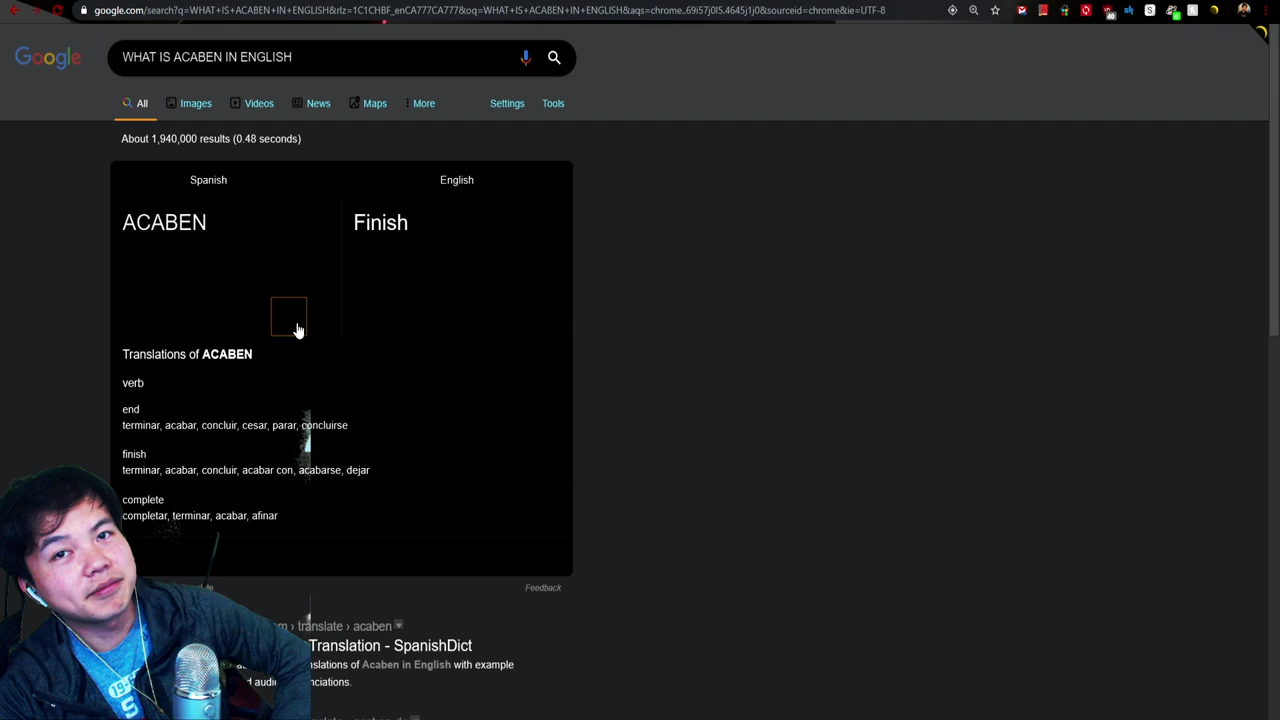 google.com/search?q=WHAT+IS+ACABEN+IN+ENGLISH&rlz=1C1CHBF_enCA777CA777&oq=WHAT+IS+ACABEN+IN+ENGLISH&aqs=chrome..69i57j0l5.4645j1j0&sourceid=chrome&ie=UTF-8
Google
WHAT IS ACABEN IN ENGLISH
All Images Videos News Maps More Settings Tools
About 1,940,000 results (0.48 seconds)
Spanish English
ACABEN Finish
Translations of ACABEN
verb
end
terminar, acabar, concluir, cesar, parar, concluirse
finish
terminar, acabar, concluir, acabar con, acabarse, dejar
complete
completar, terminar, acabar, afinar
Feedback
› translate › acaben
Translation - SpanishDict
of Acaben in English with example